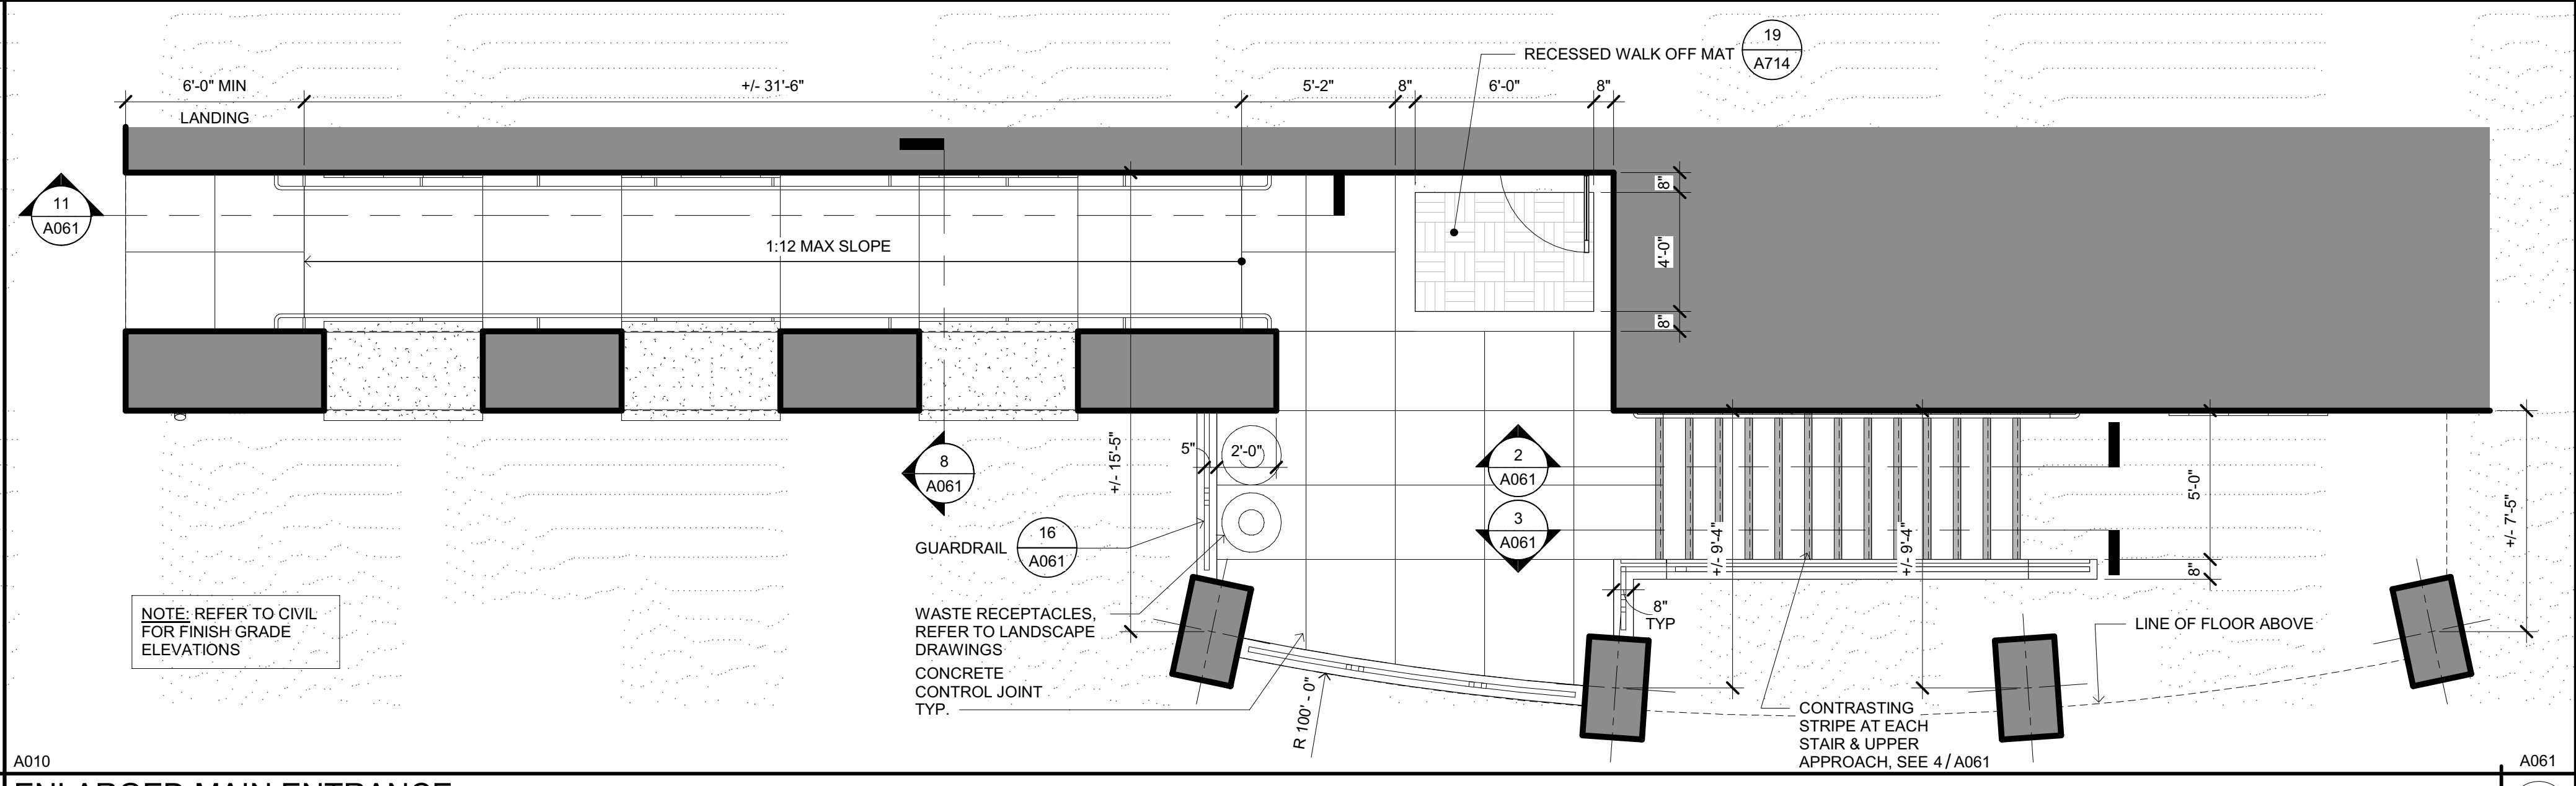 RECESSED WALK OFF MAT
19
A714
6'-0" MIN
+/- 31'-6"
5'-2"
8"
6'-0"
8"
LANDING
11
A061
1:12 MAX SLOPE
8"
4'-0"
8"
+/- 15'-5"
5"
2'-0"
8
A061
2
A061
3
A061
GUARDRAIL
16
A061
+/- 9'-4"
+/- 9'-4"
5'-0"
8"
+/- 7'-5"
8"
TYP
NOTE: REFER TO CIVIL
FOR FINISH GRADE
ELEVATIONS
WASTE RECEPTACLES,
REFER TO LANDSCAPE
DRAWINGS
CONCRETE
CONTROL JOINT
TYP.
R 100' - 0"
LINE OF FLOOR ABOVE
CONTRASTING
STRIPE AT EACH
STAIR & UPPER
APPROACH, SEE 4 / A061
A010
A061
ENLARGED MAIN ENTRANCE